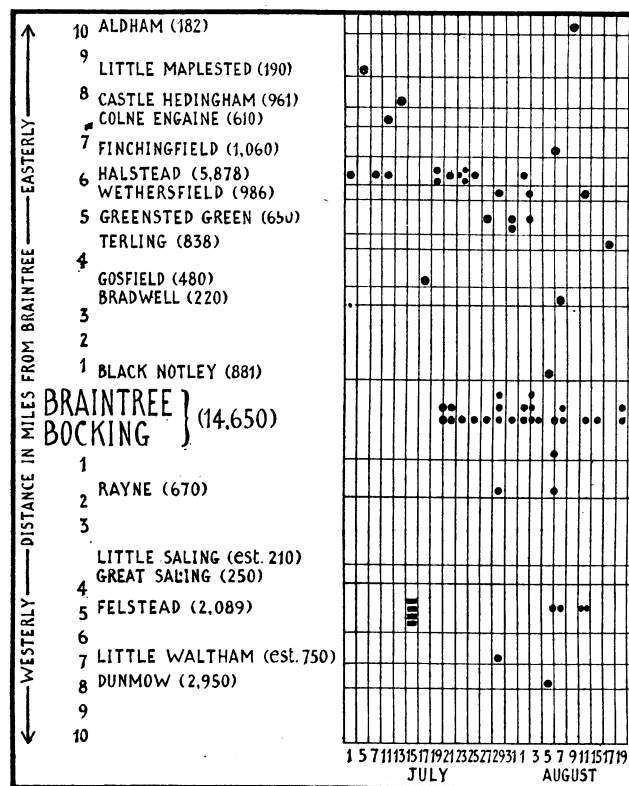 10 ALDHAM (182)
9
LITTLE MAPLESTED (190)
8 CASTLE HEDINGHAM (961)
COLNE ENGAINE (610)
7
FINCHINGFIELD (1,060)
6 HALSTEAD (5,878)
WETHERSFIELD (986)
5 GREENSTED GREEN (650)
TERLING (838)
4
GOSFIELD (480)
BRADWELL (220)
3
2
1 BLACK NOTLEY (881)
BRAINTREE
BOCKING } (14,650)
1
RAYNE (670)
2
3
LITTLE SALING (est. 210)
GREAT SALING (250)
4
5 FELSTEAD (2,089)
6
7 LITTLE WALTHAM (est. 750)
8 DUNMOW (2,950)
9
10
WESTERLY — DISTANCE IN MILES FROM BRAINTREE — EASTERLY
1 5 7 11 13 15 17 19 21 23 25 27 29 31 1 3 5 7 9 11 13 15 17 19
JULY AUGUST